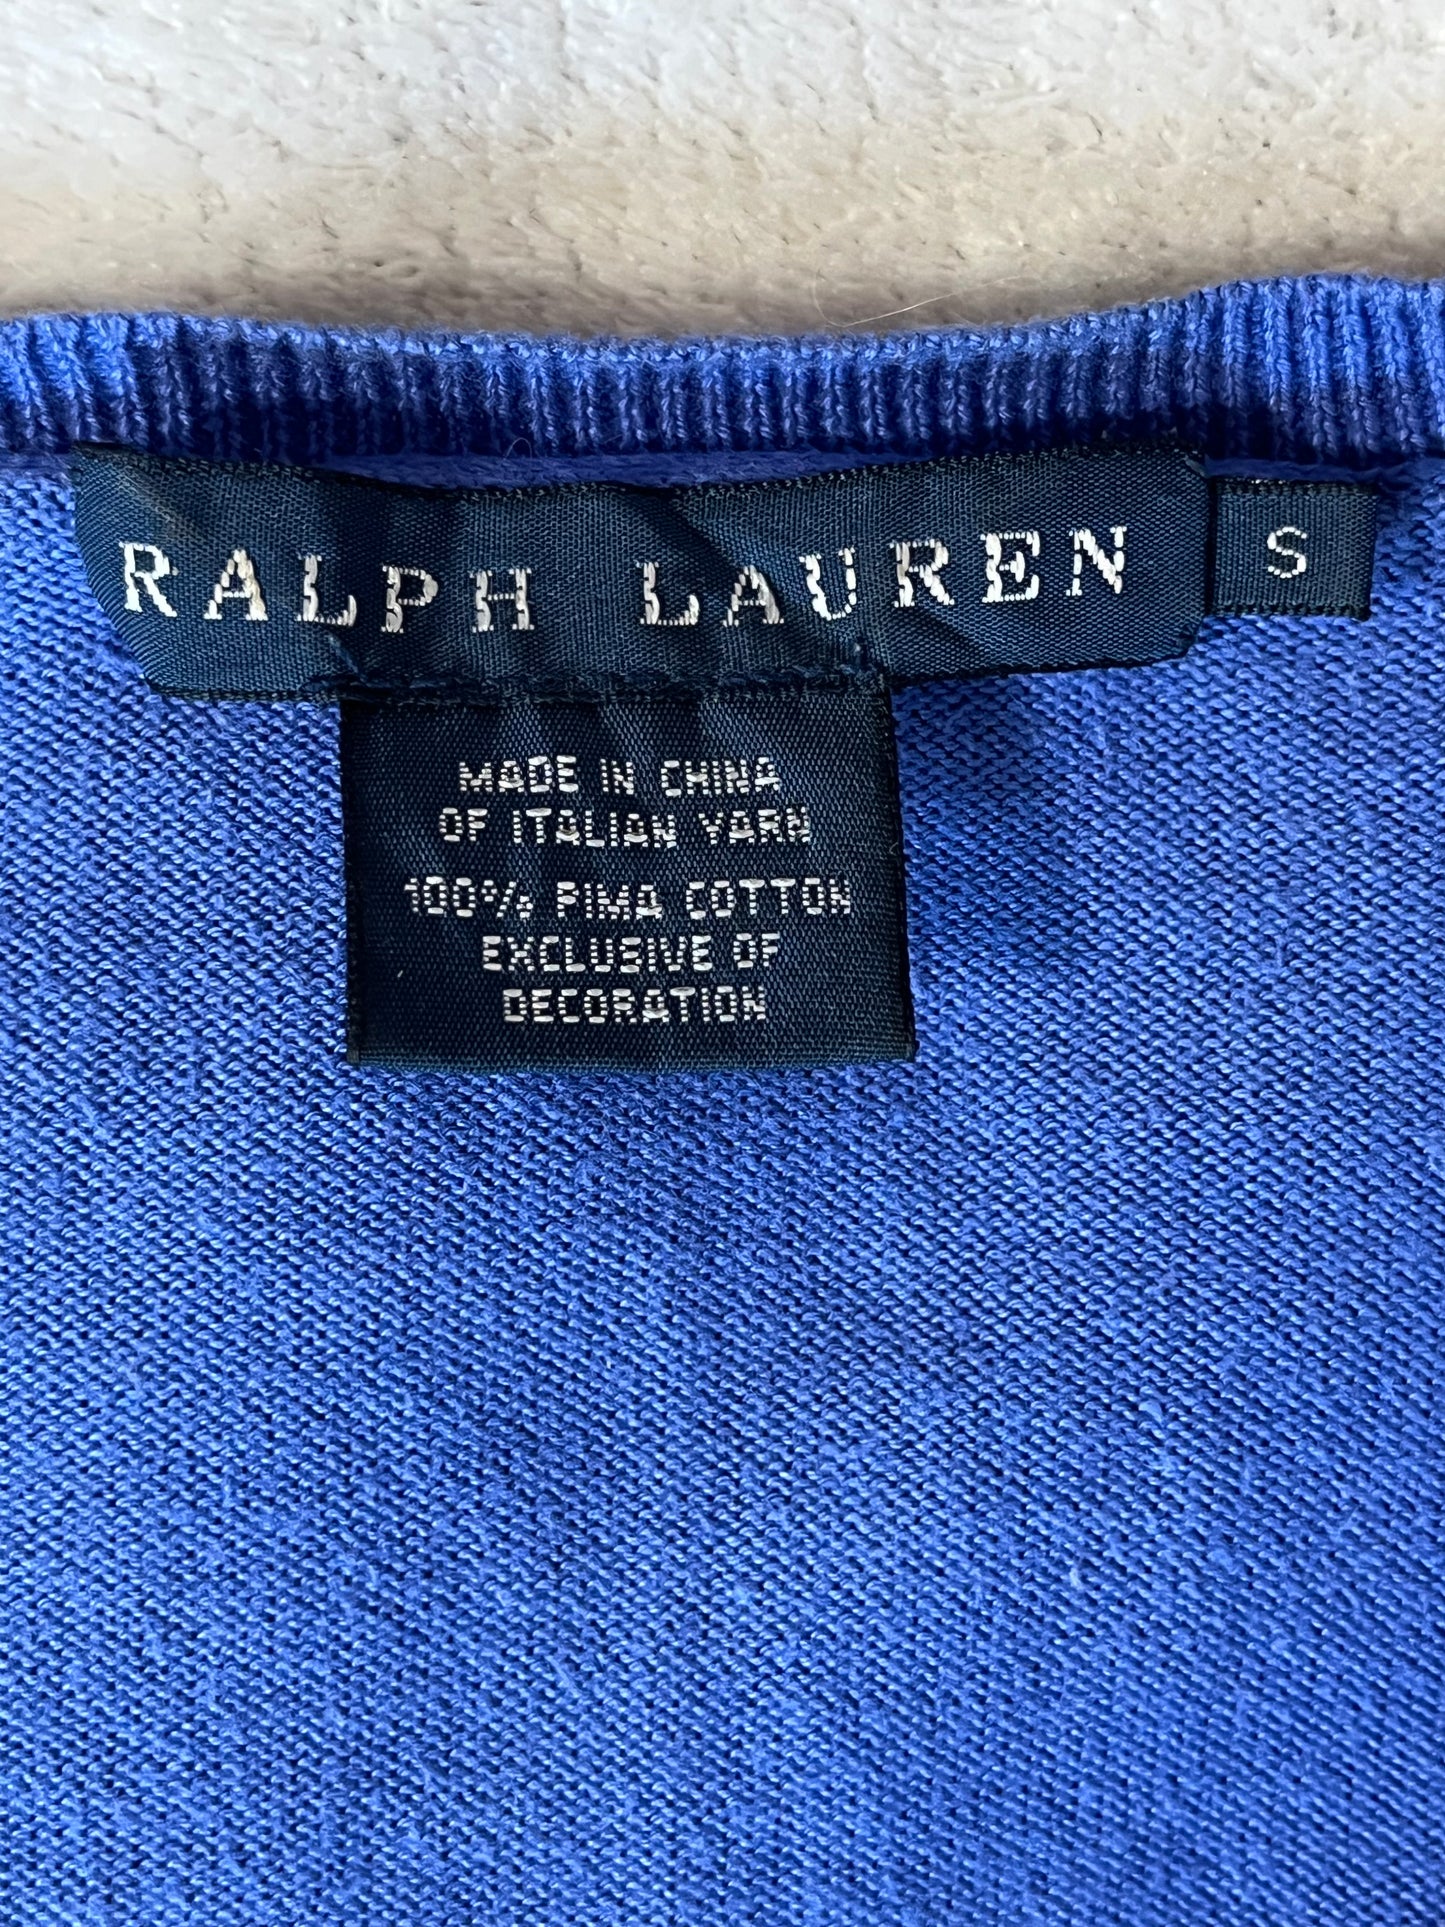 RALPH LAUREN
S
MADE IN CHINA
OF ITALIAN YARN
100% PIMA COTTON
EXCLUSIVE OF
DECORATION